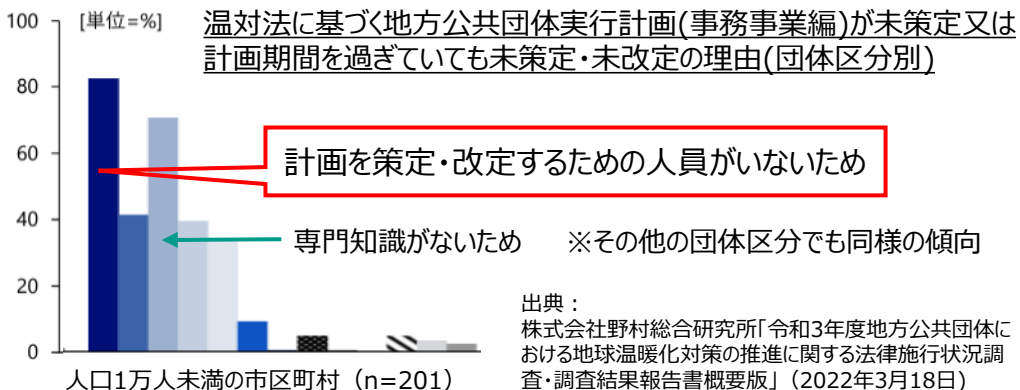 [単位=%]
温対法に基づく地方公共団体実行計画(事務事業編)が未策定又は
計画期間を過ぎていても未策定・未改定の理由(団体区分別)
100
80
60
40
20
0
計画を策定・改定するための人員がいないため
専門知識がないため
※その他の団体区分でも同様の傾向
人口1万人未満の市区町村（n=201）
出典：
株式会社野村総合研究所「令和3年度地方公共団体に
おける地球温暖化対策の推進に関する法律施行状況調
査・調査結果報告書概要版」（2022年3月18日）